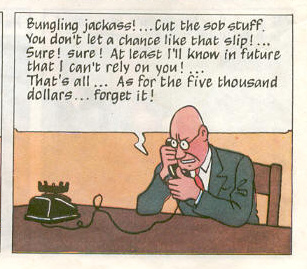 Bungling jackass!...Cut the sob stuff.
You don't let a chance like that slip!...
Sure! sure! At least I'll know in future
that I can't rely on you!...
That's all... As for the five thousand
dollars... forget it!